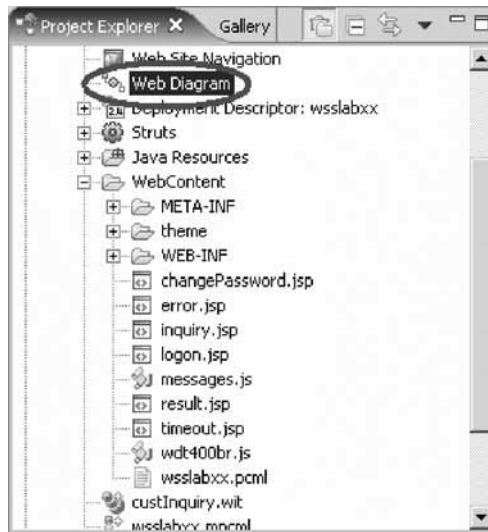 Project Explorer Gallery
Web Site Navigation
Web Diagram
Deployment Descriptor: wsslabxx
Struts
Java Resources
WebContent
META-INF
theme
WEB-INF
changePassword.jsp
error.jsp
inquiry.jsp
logon.jsp
messages.js
result.jsp
timeout.jsp
wdt400br.js
wsslabxx.pcml
custInquiry.wit
wsslabxx.mpcml